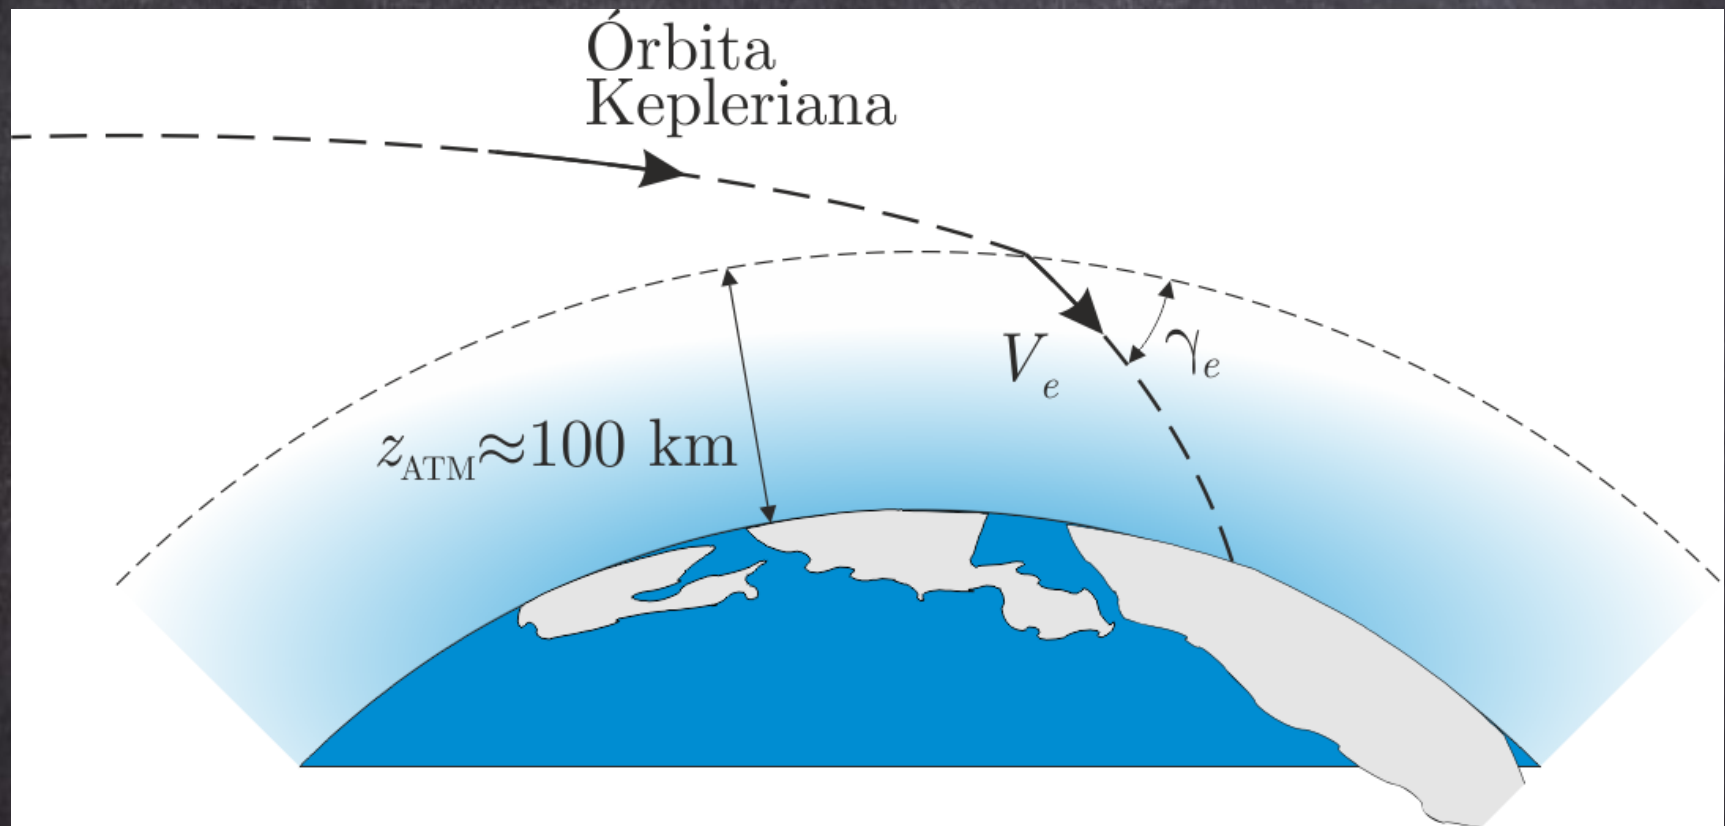 Órbita
Kepleriana
V_e
γ_e
z_ATM≈100 km